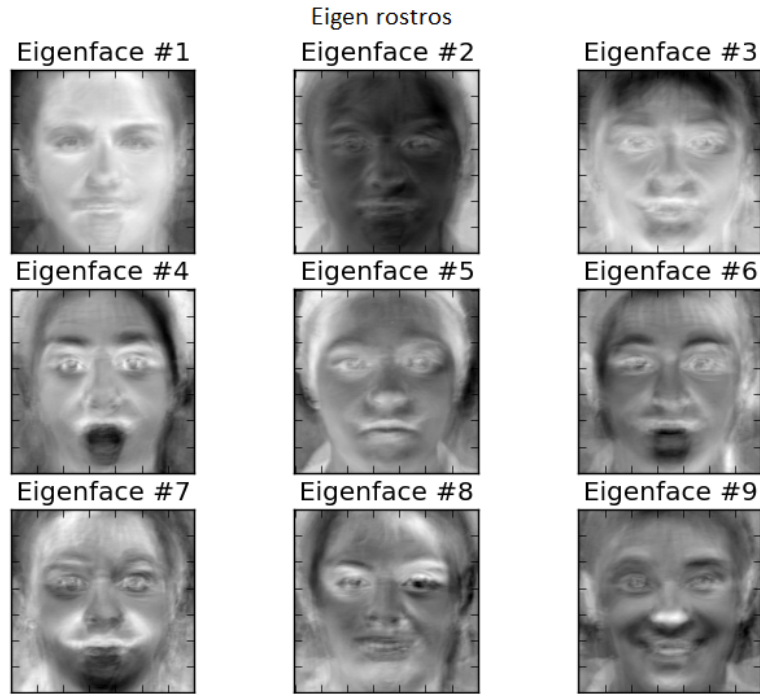 Eigen rostros
Eigenface #1
Eigenface #2
Eigenface #3
Eigenface #4
Eigenface #5
Eigenface #6
Eigenface #7
Eigenface #8
Eigenface #9